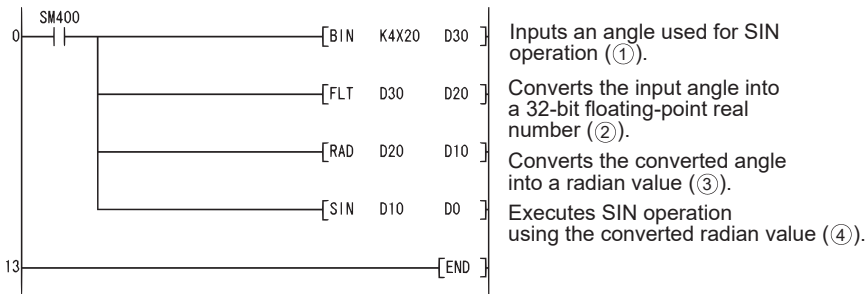 SM400
0 [BIN K4X20 D30]
Inputs an angle used for SIN
operation (①).
[FLT D30 D20]
Converts the input angle into
a 32-bit floating-point real
number (②).
[RAD D20 D10]
Converts the converted angle
into a radian value (③).
[SIN D10 D0]
Executes SIN operation
using the converted radian value (④).
13 [END]